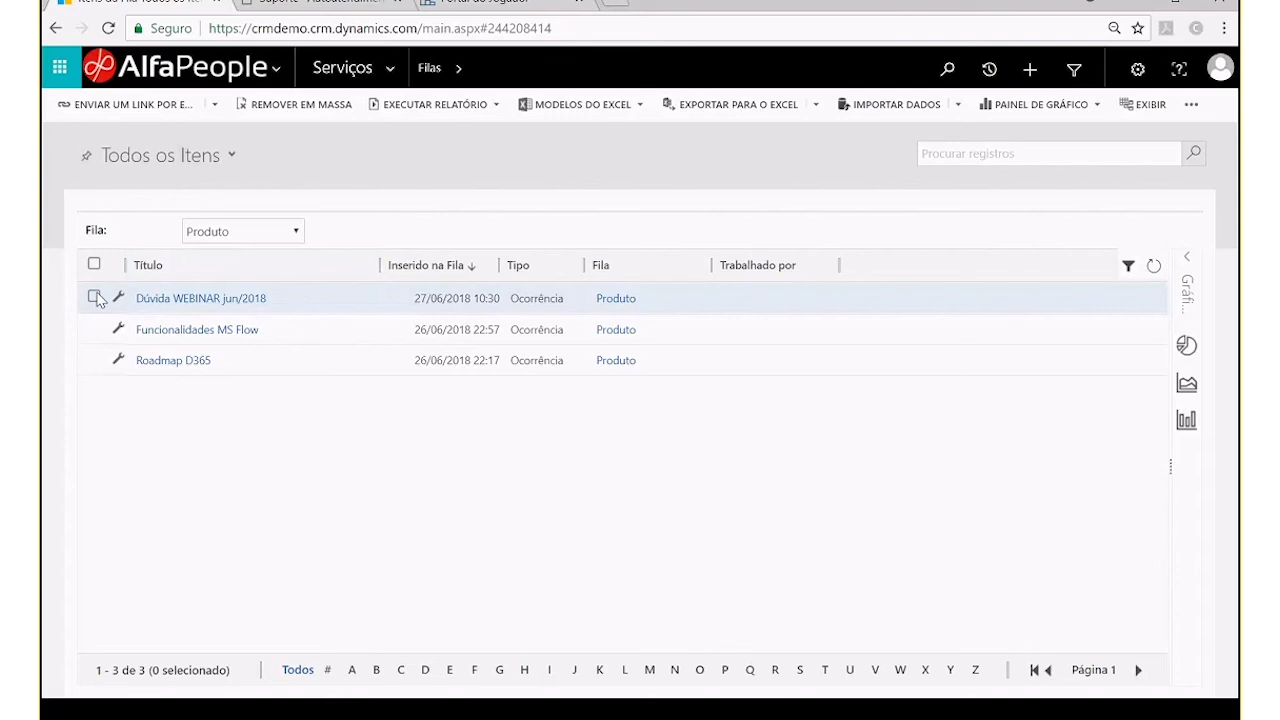 Seguro https://crmdemo.crm.dynamics.com/main.aspx#244208414
AlfaPeople Serviços Filas
ENVIAR UM LINK POR E... REMOVER EM MASSA EXECUTAR RELATÓRIO MODELOS DO EXCEL EXPORTAR PARA O EXCEL IMPORTAR DADOS PAINEL DE GRÁFICO EXIBIR ...
Todos os Itens
Procurar registros
Fila: Produto
Título Inserido na Fila Tipo Fila Trabalhado por
Dúvida WEBINAR jun/2018 27/06/2018 10:30 Ocorrência Produto
Funcionalidades MS Flow 26/06/2018 22:57 Ocorrência Produto
Roadmap D365 26/06/2018 22:17 Ocorrência Produto
Gráfi...
1 - 3 de 3 (0 selecionado) Todos # A B C D E F G H I J K L M N O P Q R S T U V W X Y Z Página 1